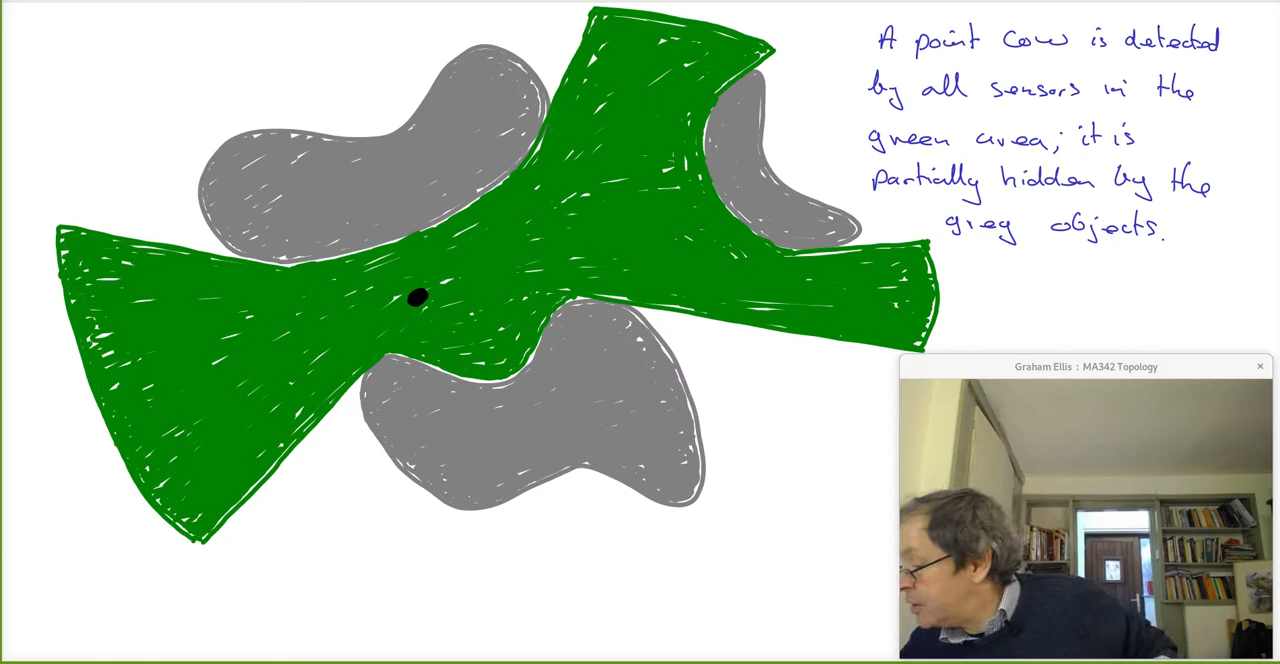 A point cow is detected
by all sensors in the
green area; it is
partially hidden by the
grey objects.
Graham Ellis : MA342 Topology